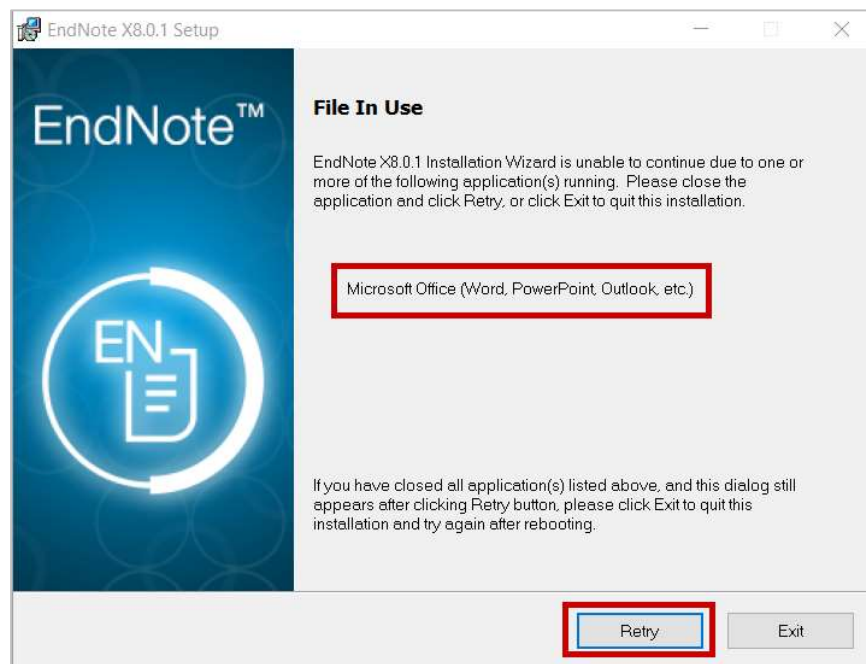 EndNote X8.0.1 Setup
EndNote™
File In Use
EndNote X8.0.1 Installation Wizard is unable to continue due to one or
more of the following application(s) running. Please close the
application and click Retry, or click Exit to quit this installation.
Microsoft Office (Word, PowerPoint, Outlook, etc.)
EN
If you have closed all application(s) listed above, and this dialog still
appears after clicking Retry button, please click Exit to quit this
installation and try again after rebooting.
Retry
Exit